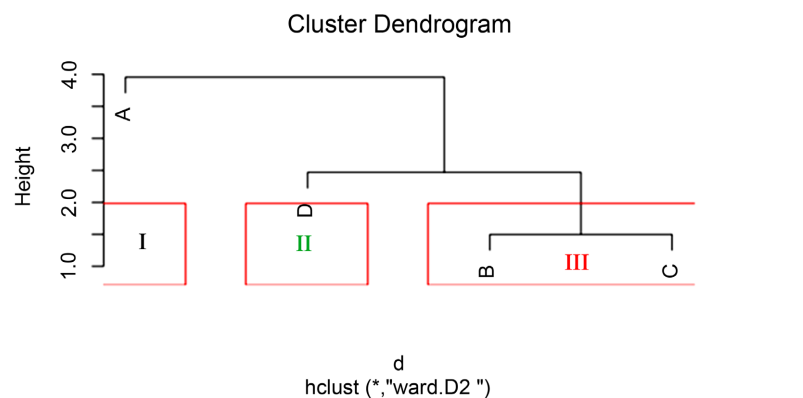 Cluster Dendrogram
Height
4.0
3.0
2.0
1.0
A
D
B
C
I
II
III
d
hclust (*,"ward.D2 ")